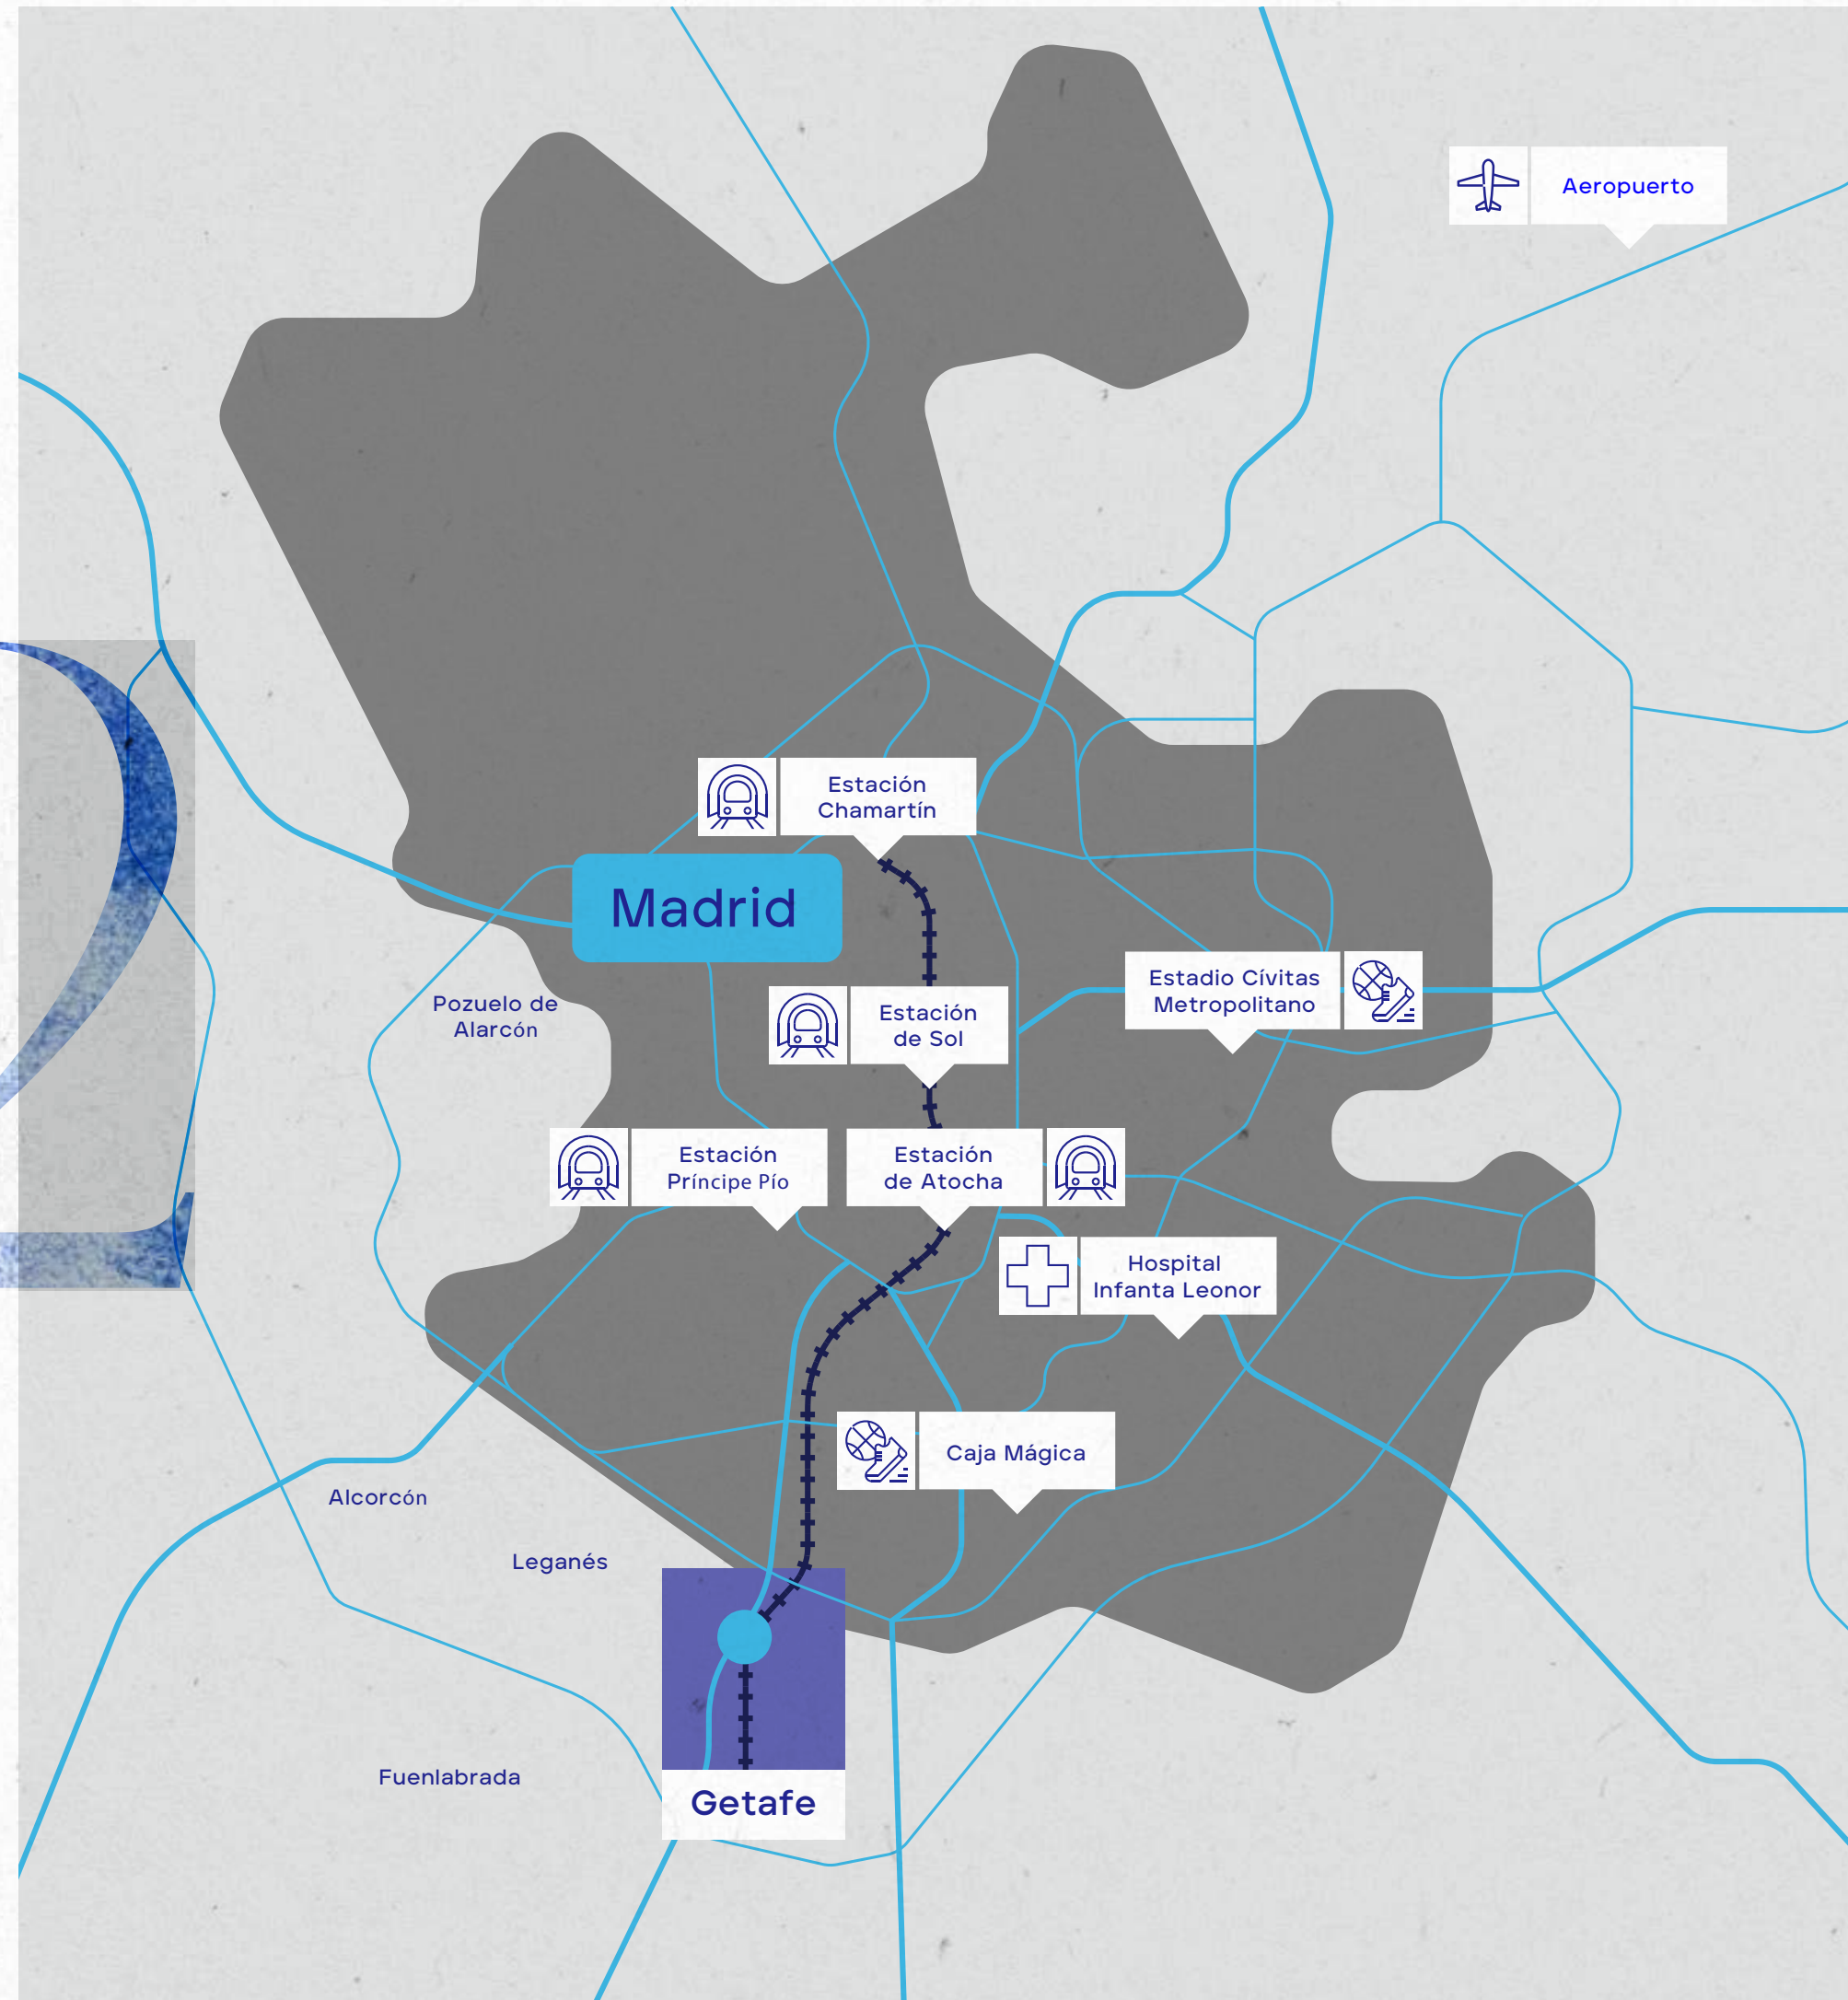 Aeropuerto
Estación
Chamartín
Madrid
Estadio Cívitas
Metropolitano
Pozuelo de
Alarcón
Estación
de Sol
Estación
Príncipe Pío
Estación
de Atocha
Hospital
Infanta Leonor
Caja Mágica
Alcorcón
Leganés
Fuenlabrada
Getafe
2